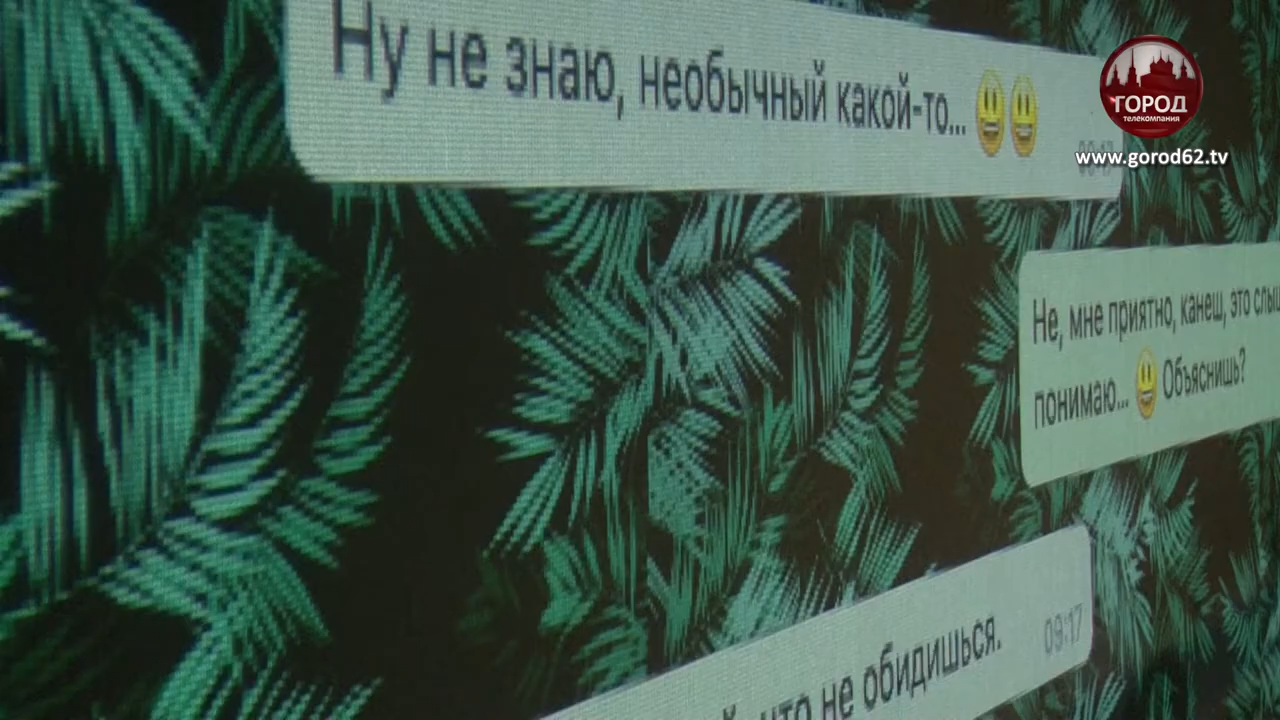 Ну не знаю, необычный какой-то... 😃😃
ГОРОД
телекомпания
www.gorod62.tv
Не, мне приятно, канеш, это
понимаю... 😃 Объяснишь?
что не обидишься. 09:17